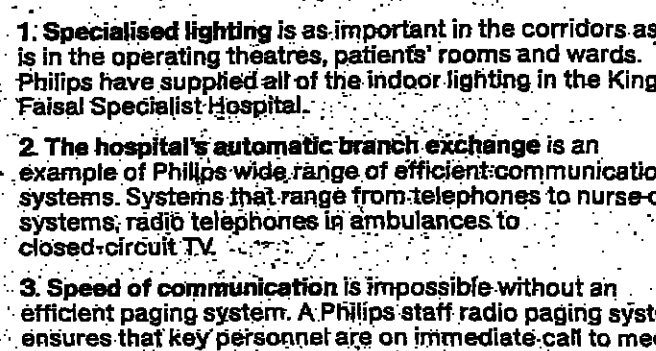 1. Specialised lighting is as important in the corridors as
is in the operating theatres, patients' rooms and wards.
Philips have supplied all of the indoor lighting in the King
Faisal Specialist Hospital.
2. The hospital's automatic branch exchange is an
example of Philips wide range of efficient communicatio
systems. Systems that range from telephones to nurse-c
systems, radio telephones in ambulances to
closed-circuit TV.
3. Speed of communication is impossible without an
efficient paging system. A Philips staff radio paging syst
ensures that key personnel are on immediate call to mee